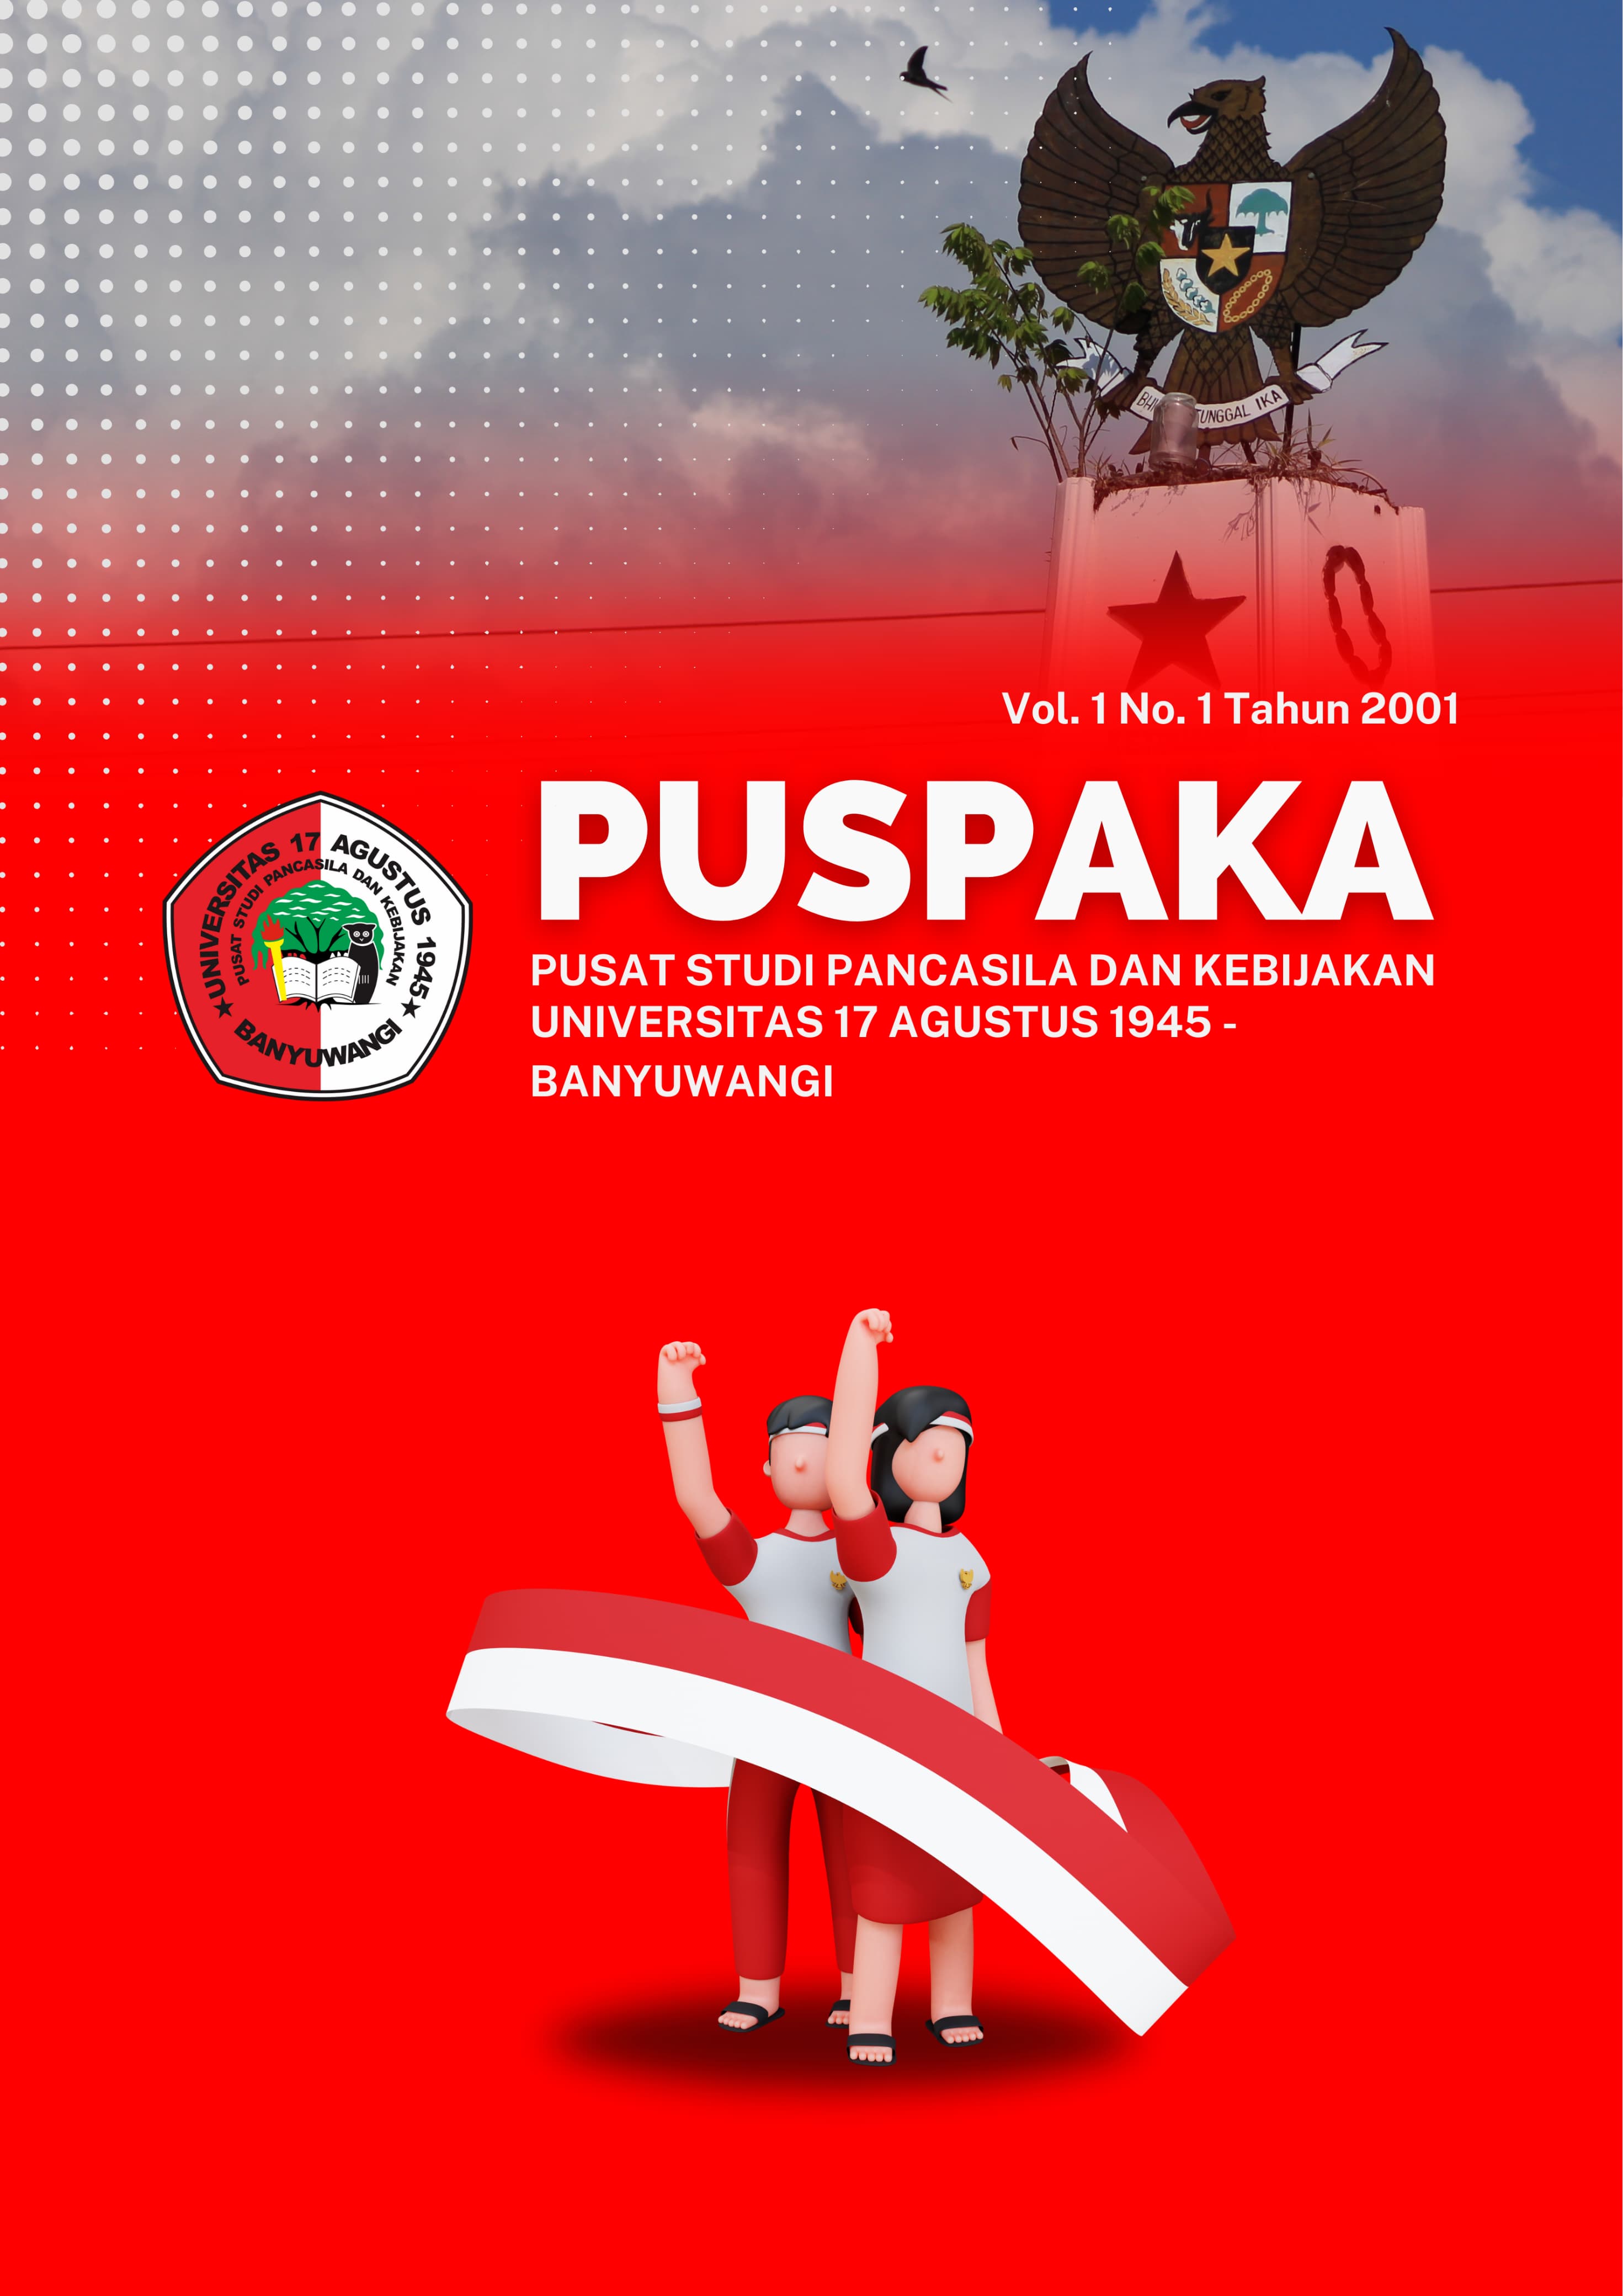 TUNGGAL IKA
Vol. 1 No. 1 Tahun 2001
PUSPAKA
PUSAT STUDI PANCASILA DAN KEBIJAKAN
UNIVERSITAS 17 AGUSTUS 1945 -
BANYUWANGI
UNIVERSITAS 17 AGUSTUS 1945
PUSAT STUDI PANCASILA DAN KEBIJAKAN
BANYUWANGI